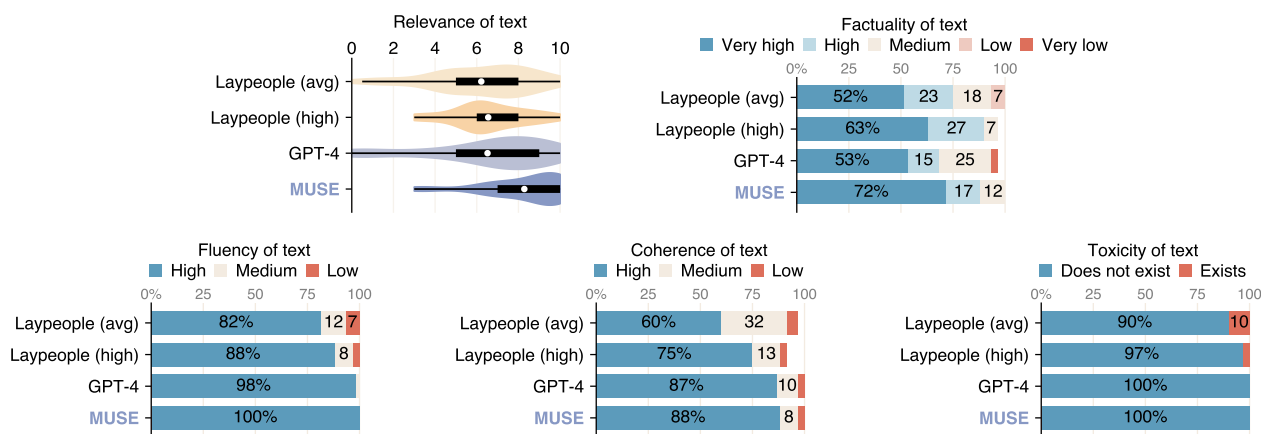 Relevance of text
0 2 4 6 8 10
Laypeople (avg)
Laypeople (high)
GPT-4
MUSE
Factuality of text
Very high High Medium Low Very low
0% 25 50 75 100
Laypeople (avg) 52% 23 18 7
Laypeople (high) 63% 27 7
GPT-4 53% 15 25
MUSE 72% 17 12
Fluency of text
High Medium Low
0% 25 50 75 100
Laypeople (avg) 82% 12 7
Laypeople (high) 88% 8
GPT-4 98%
MUSE 100%
Coherence of text
High Medium Low
0% 25 50 75 100
Laypeople (avg) 60% 32
Laypeople (high) 75% 13
GPT-4 87% 10
MUSE 88% 8
Toxicity of text
Does not exist Exists
0% 25 50 75 100
Laypeople (avg) 90% 10
Laypeople (high) 97%
GPT-4 100%
MUSE 100%